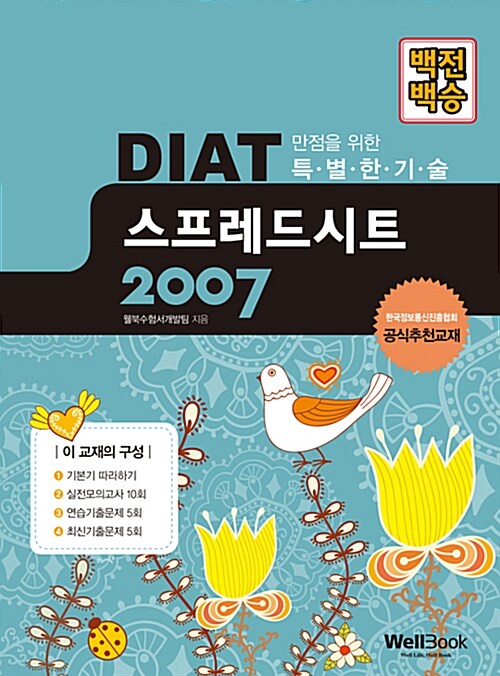 백전
백승
만점을 위한
DIAT 특·별·한·기·술
스프레드시트
2007
웰북수험서개발팀 지음
한국정보통신진흥협회
공식추천교재
| 이 교재의 구성 |
1 기본기 따라하기
2 실전모의고사 10회
3 연습기출문제 5회
4 최신기출문제 5회
WellBook
Well Life, Well Book